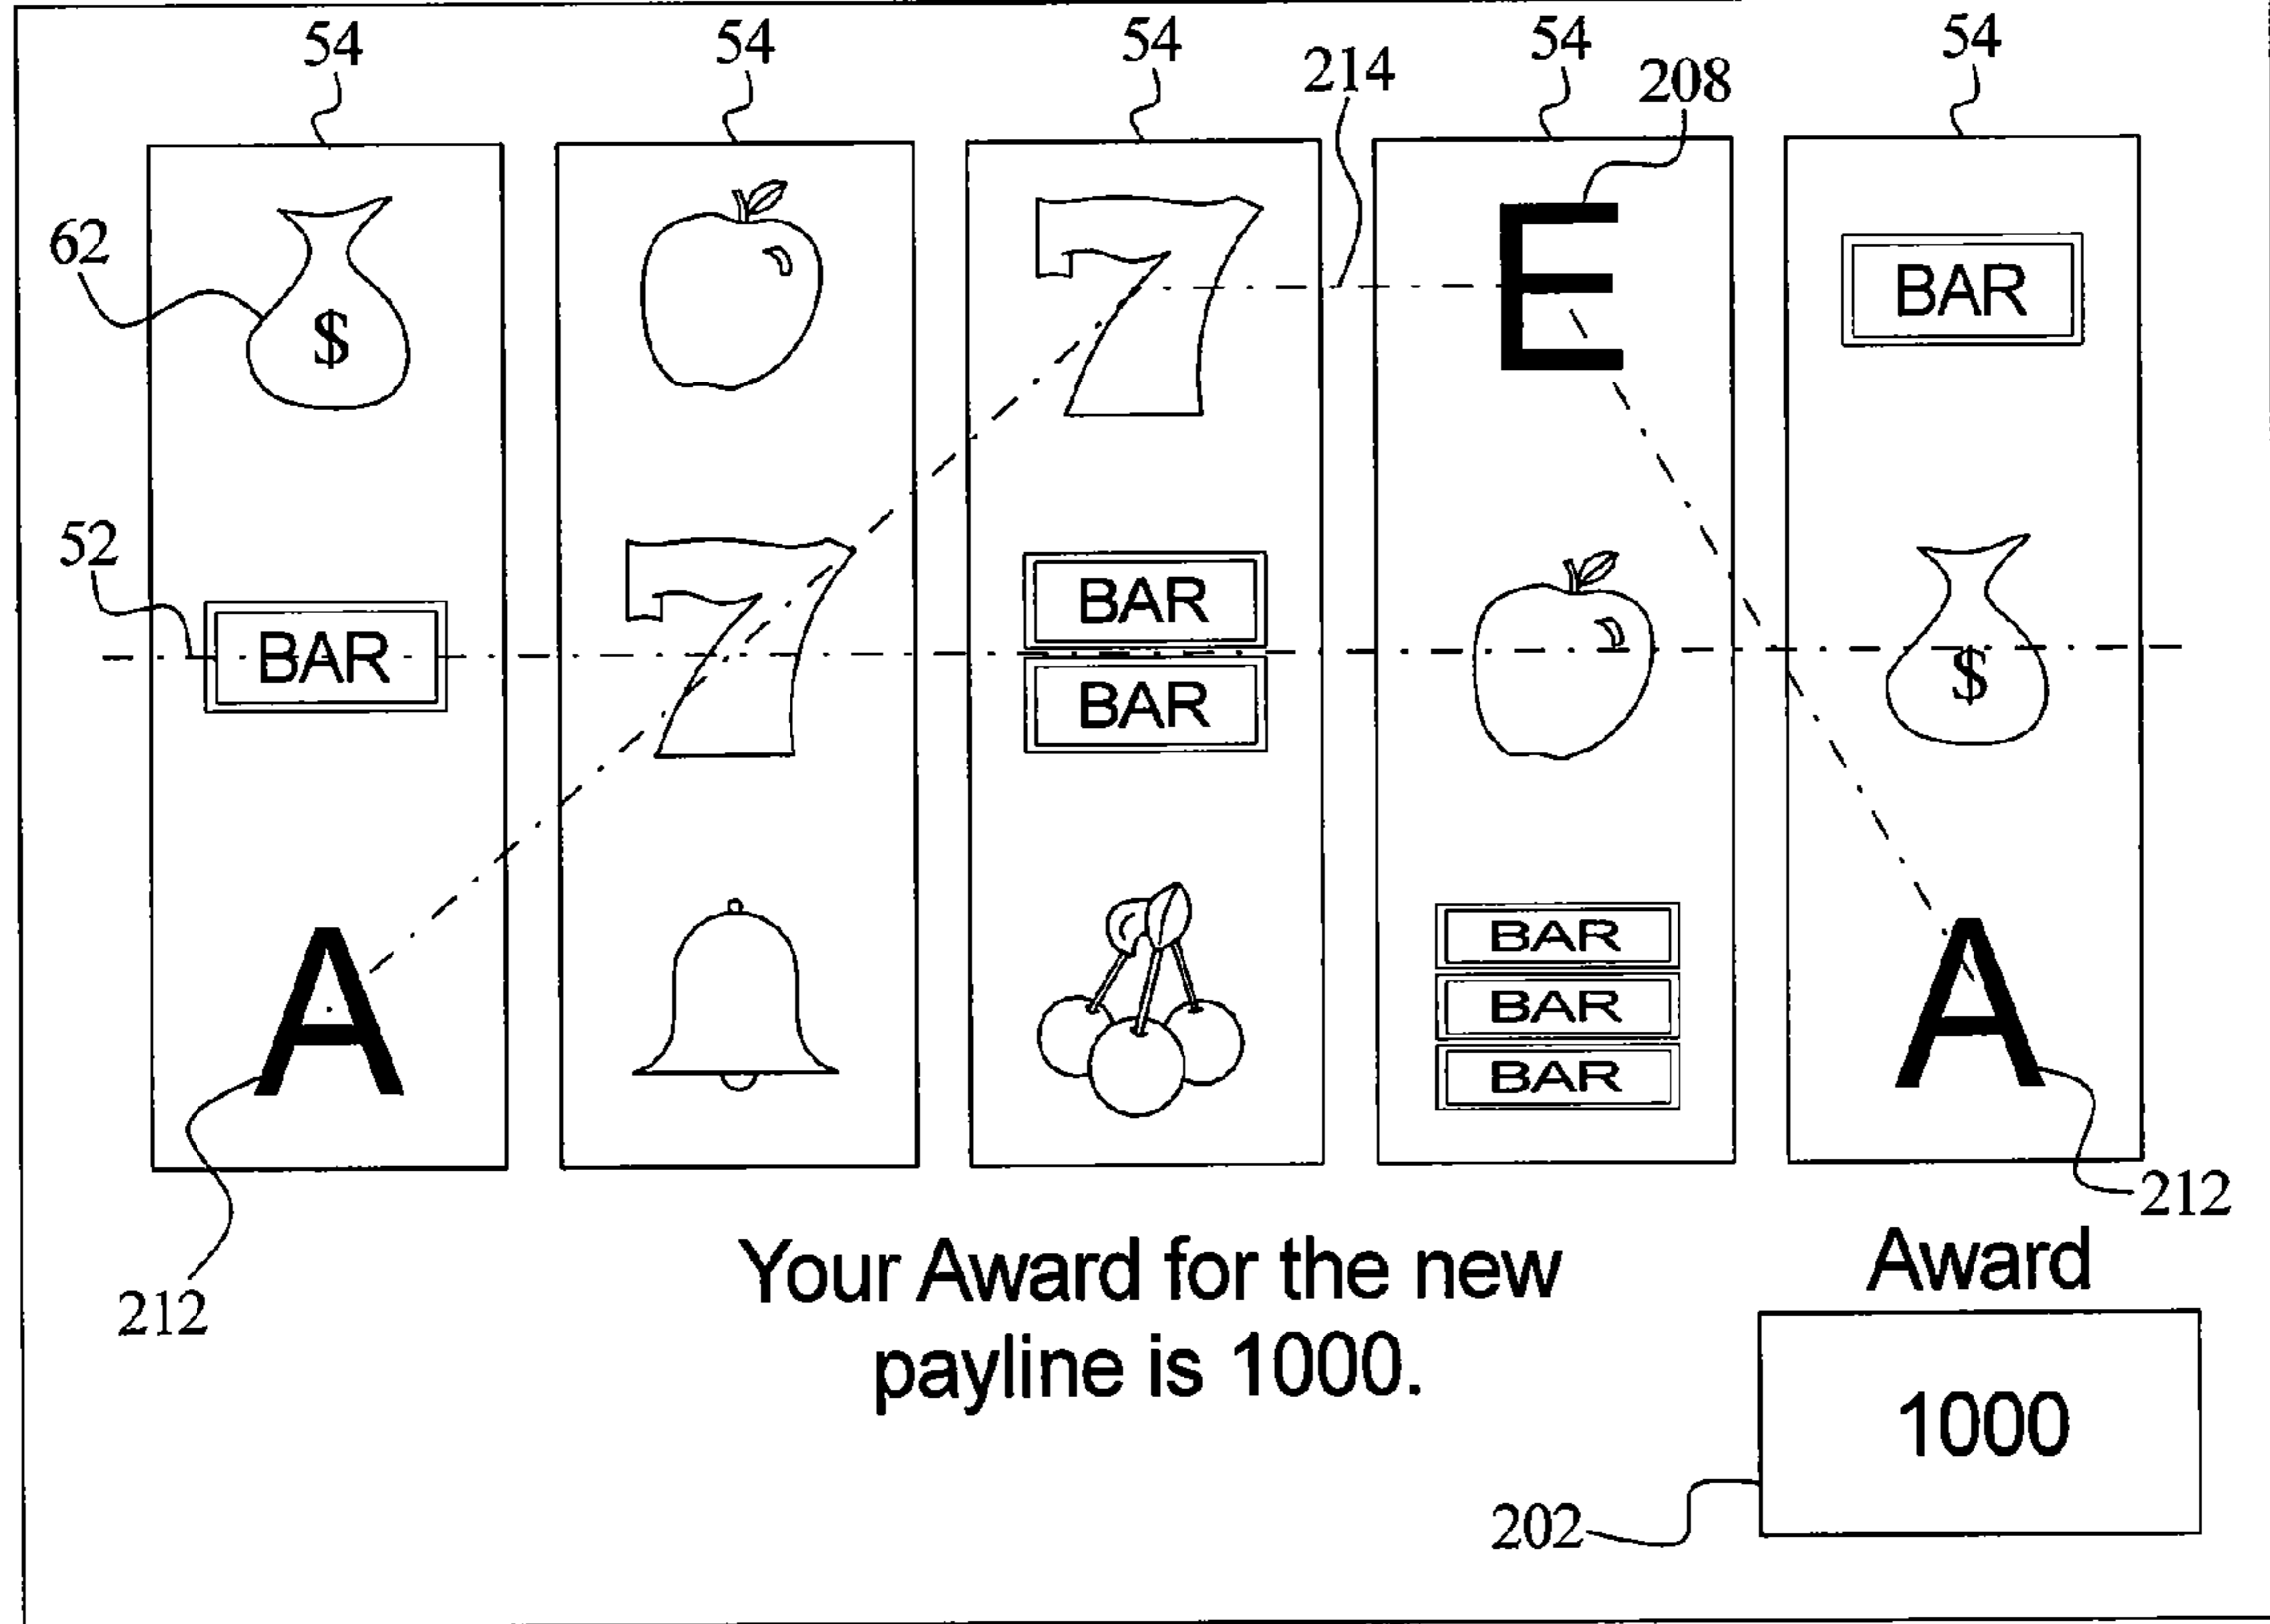 54 54 54 54 54
214 208
62
$ 7 E BAR
52
BAR 7 BAR $
BAR
A BAR A
BAR
BAR
212 212
Your Award for the new
payline is 1000.
Award
1000
202